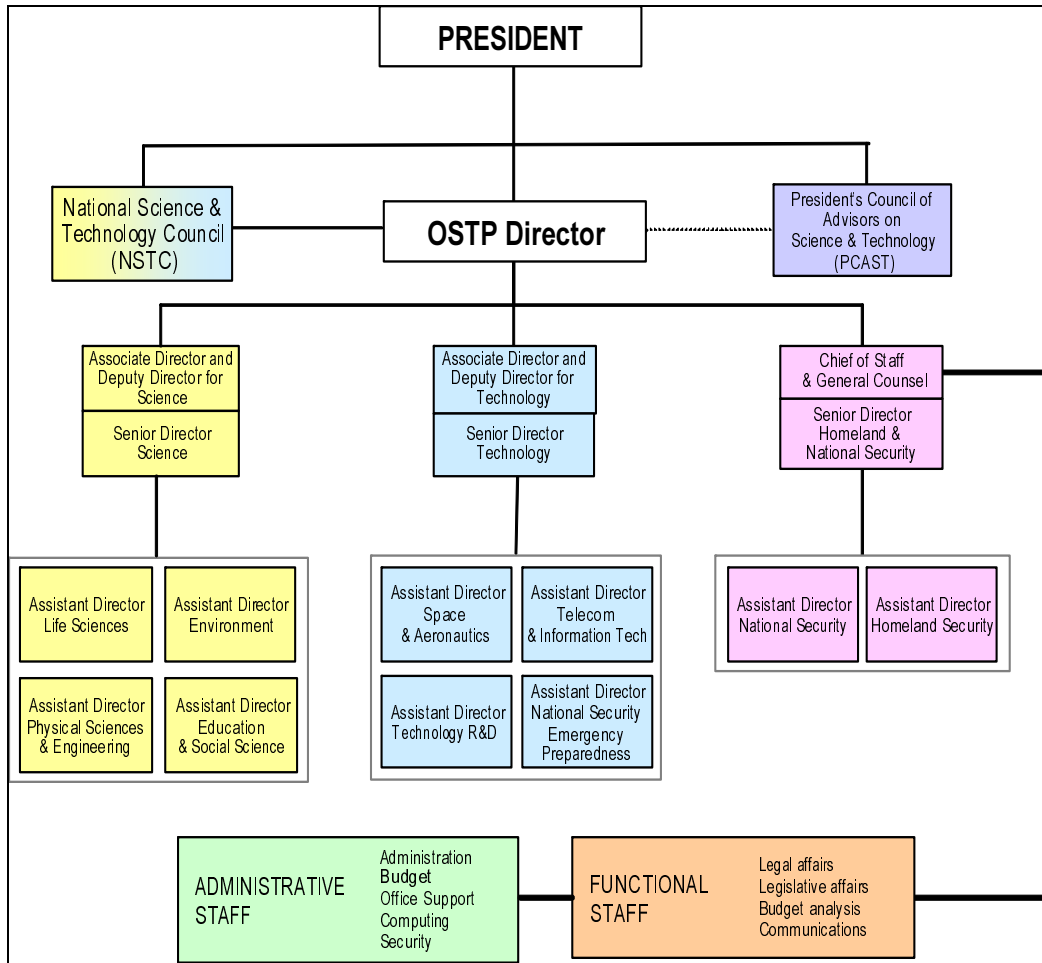 PRESIDENT
National Science &
Technology Council
(NSTC)
OSTP Director
President's Council of
Advisors on
Science & Technology
(PCAST)
Associate Director and
Deputy Director for
Science
Senior Director
Science
Associate Director and
Deputy Director for
Technology
Senior Director
Technology
Chief of Staff
& General Counsel
Senior Director
Homeland &
National Security
Assistant Director
Life Sciences
Assistant Director
Environment
Assistant Director
Physical Sciences
& Engineering
Assistant Director
Education
& Social Science
Assistant Director
Space
& Aeronautics
Assistant Director
Telecom
& Information Tech
Assistant Director
Technology R&D
Assistant Director
National Security
Emergency
Preparedness
Assistant Director
National Security
Assistant Director
Homeland Security
ADMINISTRATIVE
STAFF
Administration
Budget
Office Support
Computing
Security
FUNCTIONAL
STAFF
Legal affairs
Legislative affairs
Budget analysis
Communications